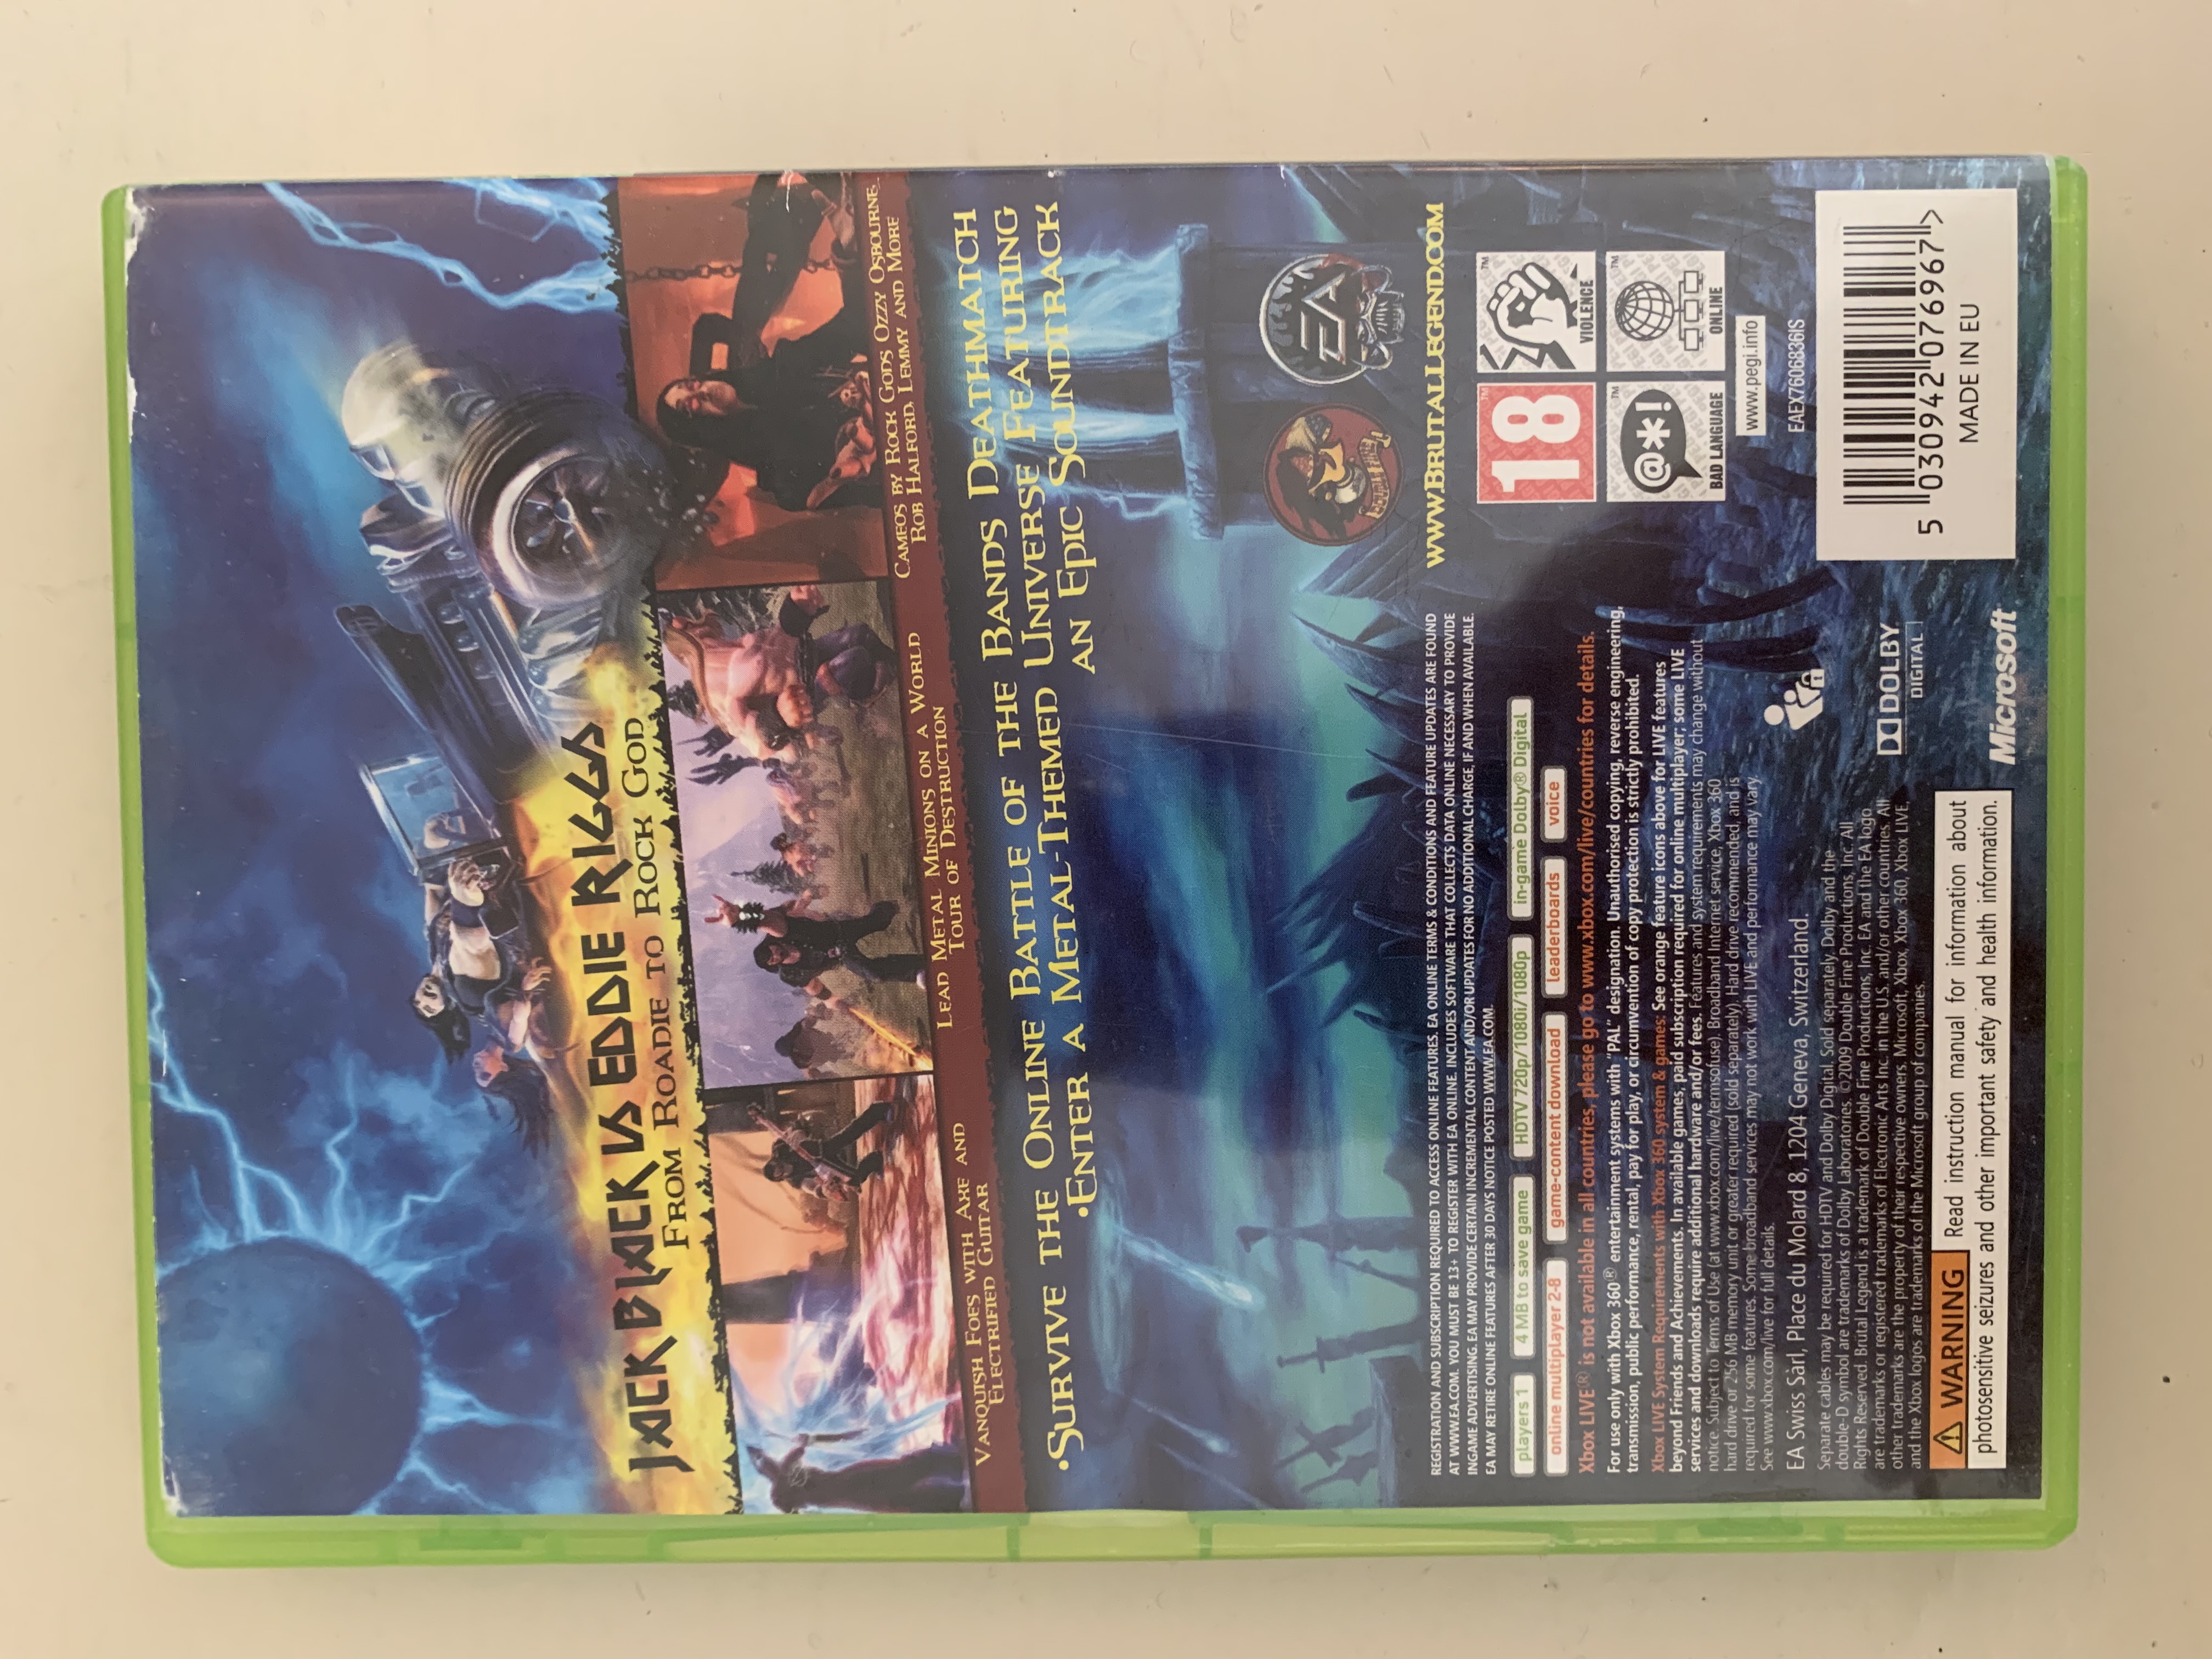 JACK BLACK IS EDDIE RIGGS
FROM ROADIE TO ROCK GOD
VANQUISH FOES WITH AXE AND
ELECTRIFIED GUITAR
LEAD METAL MINIONS ON A WORLD
TOUR OF DESTRUCTION
CAMEOS BY ROCK GODS OZZY OSBOURNE,
ROB HALFORD, LEMMY AND MORE
•SURVIVE THE ONLINE BATTLE OF THE BANDS DEATHMATCH
•ENTER A METAL-THEMED UNIVERSE FEATURING
AN EPIC SOUNDTRACK
DOUBLE FINE
EA
REGISTRATION AND SUBSCRIPTION REQUIRED TO ACCESS ONLINE FEATURES. EA ONLINE TERMS & CONDITIONS AND FEATURE UPDATES ARE FOUND
AT WWW.EA.COM. YOU MUST BE 13+ TO REGISTER WITH EA ONLINE. INCLUDES SOFTWARE THAT COLLECTS DATA ONLINE NECESSARY TO PROVIDE
INGAME ADVERTISING. EA MAY PROVIDE CERTAIN INCREMENTAL CONTENT AND/OR UPDATES FOR NO ADDITIONAL CHARGE, IF AND WHEN AVAILABLE.
EA MAY RETIRE ONLINE FEATURES AFTER 30 DAYS NOTICE POSTED WWW.EA.COM.
WWW.BRUTALLEGEND.COM
players 1 4 MB to save game HDTV 720p/1080i/1080p in-game Dolby® Digital
online multiplayer 2-8 game-content download leaderboards voice
Xbox LIVE® is not available in all countries, please go to www.xbox.com/live/countries for details.
For use only with Xbox 360® entertainment systems with "PAL" designation. Unauthorised copying, reverse engineering,
transmission, public performance, rental, pay for play, or circumvention of copy protection is strictly prohibited.
Xbox LIVE System Requirements with Xbox 360 system & games: See orange feature icons above for LIVE features
beyond Friends and Achievements. In available games, paid subscription required for online multiplayer; some LIVE
services and downloads require additional hardware and/or fees. Features and system requirements may change without
notice. Subject to Terms of Use (at www.xbox.com/live/termsofuse). Broadband Internet service, Xbox 360
hard drive or 256 MB memory unit or greater required (sold separately). Hard drive recommended, and is
required for some features. Some broadband services may not work with LIVE and performance may vary.
See www.xbox.com/live for full details.
EA Swiss Sàrl, Place du Molard 8, 1204 Geneva, Switzerland.
Separate cables may be required for HDTV and Dolby Digital. Sold separately. Dolby and the
double-D symbol are trademarks of Dolby Laboratories. ©2009 Double Fine Productions, Inc. All
Rights Reserved. Brütal Legend is a trademark of Double Fine Productions, Inc. EA and the EA logo
are trademarks or registered trademarks of Electronic Arts Inc. in the U.S. and/or other countries. All
other trademarks are the property of their respective owners. Microsoft, Xbox, Xbox 360, Xbox LIVE,
and the Xbox logos are trademarks of the Microsoft group of companies.
WARNING Read instruction manual for information about
photosensitive seizures and other important safety and health information.
18™
™
VIOLENCE
@*!
™
BAD LANGUAGE
™
ONLINE
www.pegi.info
EAEX7606836IS
DOLBY
DIGITAL
Microsoft
5 030942 076967 >
MADE IN EU